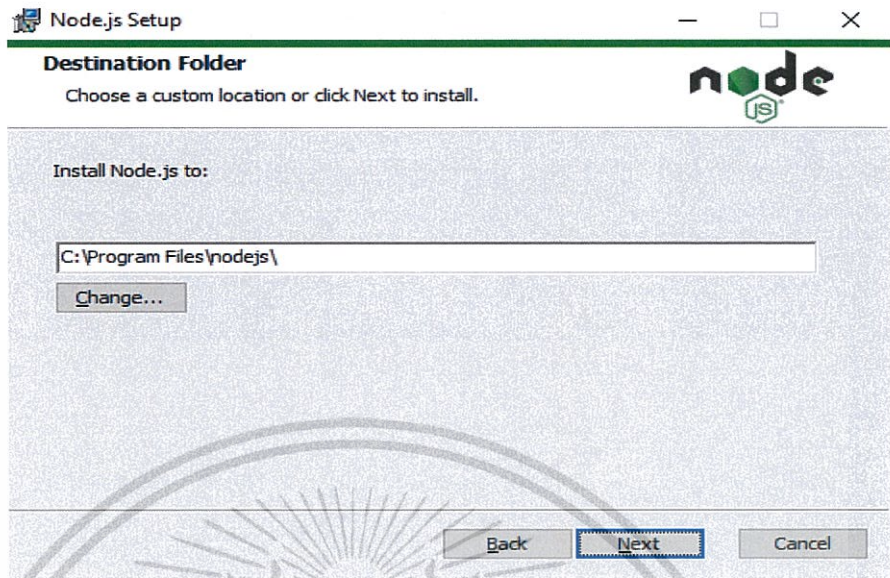 Node.js Setup
Destination Folder
Choose a custom location or click Next to install.
node
JS
Install Node.js to:
C:\Program Files\nodejs\
Change...
Back
Next
Cancel